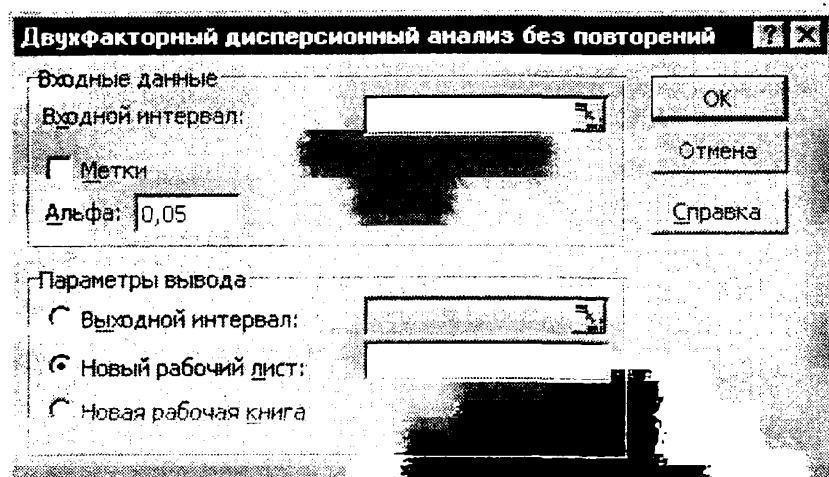 Двухфакторный дисперсионный анализ без повторений
Входные данные
Входной интервал:
Метки
Альфа: 0,05
OK
Отмена
Справка
Параметры вывода
Выходной интервал:
Новый рабочий лист:
Новая рабочая книга